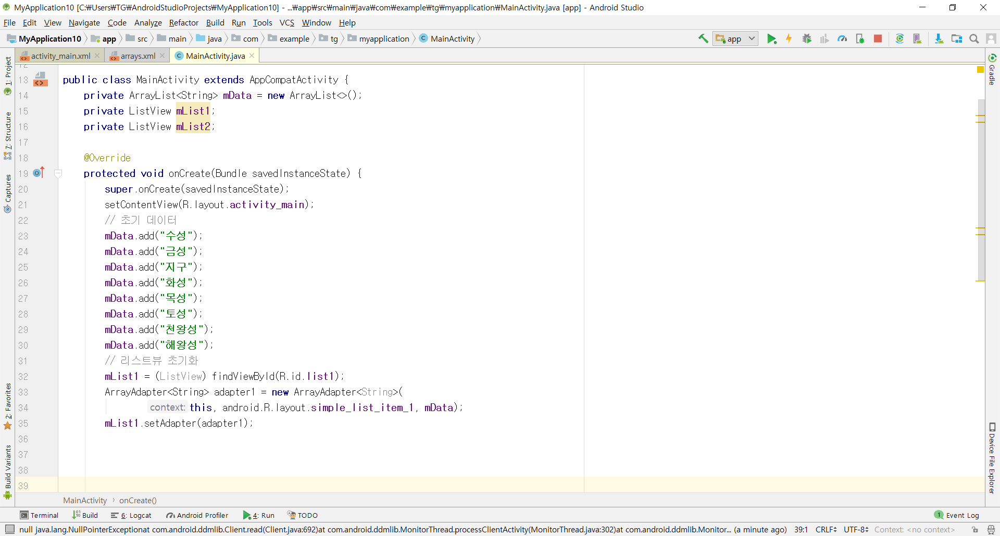 MyApplication10 [C:₩Users₩TG₩AndroidStudioProjects₩MyApplication10] - ...₩app₩src₩main₩java₩com₩example₩tg₩myapplication₩MainActivity.java [app] - Android Studio
File Edit View Navigate Code Analyze Refactor Build Run Tools VCS Window Help
MyApplication10 app src main java com example tg myapplication MainActivity app
activity_main.xml arrays.xml MainActivity.java
12
13 public class MainActivity extends AppCompatActivity {
14 private ArrayList<String> mData = new ArrayList<>();
15 private ListView mList1;
16 private ListView mList2;
17
18 @Override
19 protected void onCreate(Bundle savedInstanceState) {
20 super.onCreate(savedInstanceState);
21 setContentView(R.layout.activity_main);
22 // 초기 데이터
23 mData.add("수성");
24 mData.add("금성");
25 mData.add("지구");
26 mData.add("화성");
27 mData.add("목성");
28 mData.add("토성");
29 mData.add("천왕성");
30 mData.add("해왕성");
31 // 리스트뷰 초기화
32 mList1 = (ListView) findViewById(R.id.list1);
33 ArrayAdapter<String> adapter1 = new ArrayAdapter<String>(
34 context: this, android.R.layout.simple_list_item_1, mData);
35 mList1.setAdapter(adapter1);
36
37
38
39
1: Project
7: Structure
Captures
2: Favorites
Build Variants
Gradle
Device File Explorer
MainActivity › onCreate()
Terminal Build 6: Logcat Android Profiler 4: Run TODO 1 Event Log
null java.lang.NullPointerExceptionat com.android.ddmlib.Client.read(Client.java:692)at com.android.ddmlib.MonitorThread.processClientActivity(MonitorThread.java:302)at com.android.ddmlib.Monitor... (a minute ago) 39:1 CRLF UTF-8 Context: <no context>